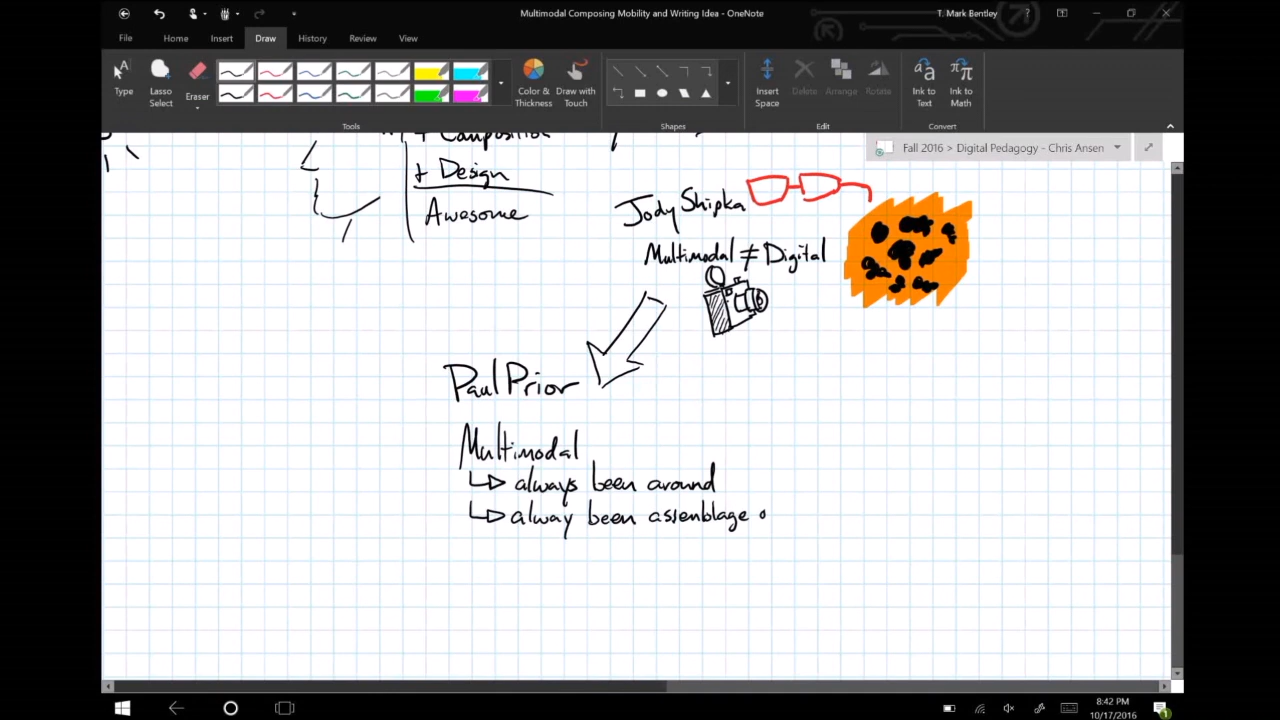 Multimodal Composing Mobility and Writing Idea - OneNote
T. Mark Bentley
File Home Insert Draw History Review View
Type
Lasso Select
Eraser
Color & Thickness
Draw with Touch
Insert Space
Delete
Arrange
Rotate
Ink to Text
Ink to Math
Tools
Shapes
Edit
Convert
Fall 2016 > Digital Pedagogy - Chris Ansen
+ Composition
+ Design
Awesome
Jody Shipka
Multimodal ≠ Digital
Paul Prior
Multimodal
always been around
alway been assemblage o
8:42 PM
10/17/2016
1